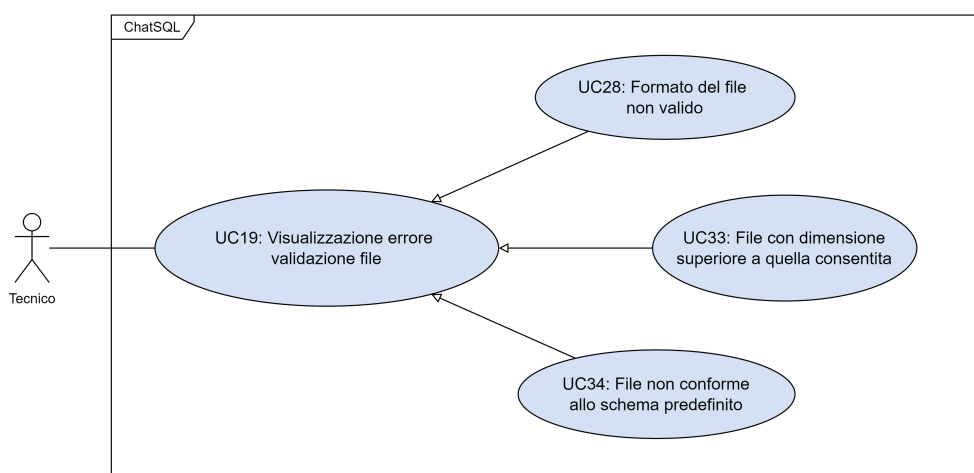 ChatSQL
UC28: Formato del file
non valido
UC19: Visualizzazione errore
validazione file
UC33: File con dimensione
superiore a quella consentita
Tecnico
UC34: File non conforme
allo schema predefinito